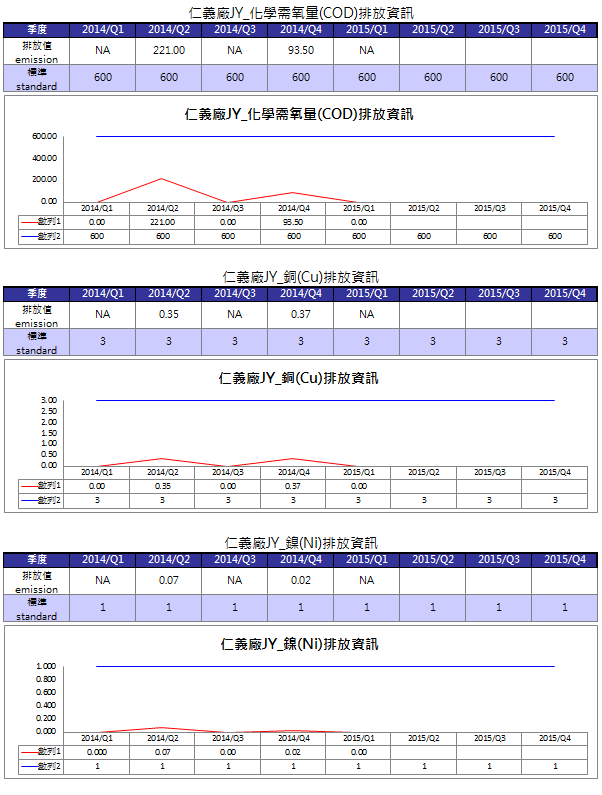 仁義廠JY_化學需氧量(COD)排放資訊
季度 2014/Q1 2014/Q2 2014/Q3 2014/Q4 2015/Q1 2015/Q2 2015/Q3 2015/Q4
排放值
emission NA 221.00 NA 93.50 NA
標準
standard 600 600 600 600 600 600 600 600
仁義廠JY_化學需氧量(COD)排放資訊
600.00
400.00
200.00
0.00
2014/Q1 2014/Q2 2014/Q3 2014/Q4 2015/Q1 2015/Q2 2015/Q3 2015/Q4
數列1 0.00 221.00 0.00 93.50 0.00
數列2 600 600 600 600 600 600 600 600
仁義廠JY_銅(Cu)排放資訊
季度 2014/Q1 2014/Q2 2014/Q3 2014/Q4 2015/Q1 2015/Q2 2015/Q3 2015/Q4
排放值
emission NA 0.35 NA 0.37 NA
標準
standard 3 3 3 3 3 3 3 3
仁義廠JY_銅(Cu)排放資訊
3.00
2.50
2.00
1.50
1.00
0.50
0.00
2014/Q1 2014/Q2 2014/Q3 2014/Q4 2015/Q1 2015/Q2 2015/Q3 2015/Q4
數列1 0.00 0.35 0.00 0.37 0.00
數列2 3 3 3 3 3 3 3 3
仁義廠JY_鎳(Ni)排放資訊
季度 2014/Q1 2014/Q2 2014/Q3 2014/Q4 2015/Q1 2015/Q2 2015/Q3 2015/Q4
排放值
emission NA 0.07 NA 0.02 NA
標準
standard 1 1 1 1 1 1 1 1
仁義廠JY_鎳(Ni)排放資訊
1.000
0.800
0.600
0.400
0.200
0.000
2014/Q1 2014/Q2 2014/Q3 2014/Q4 2015/Q1 2015/Q2 2015/Q3 2015/Q4
數列1 0.000 0.07 0.00 0.02 0.00
數列2 1 1 1 1 1 1 1 1